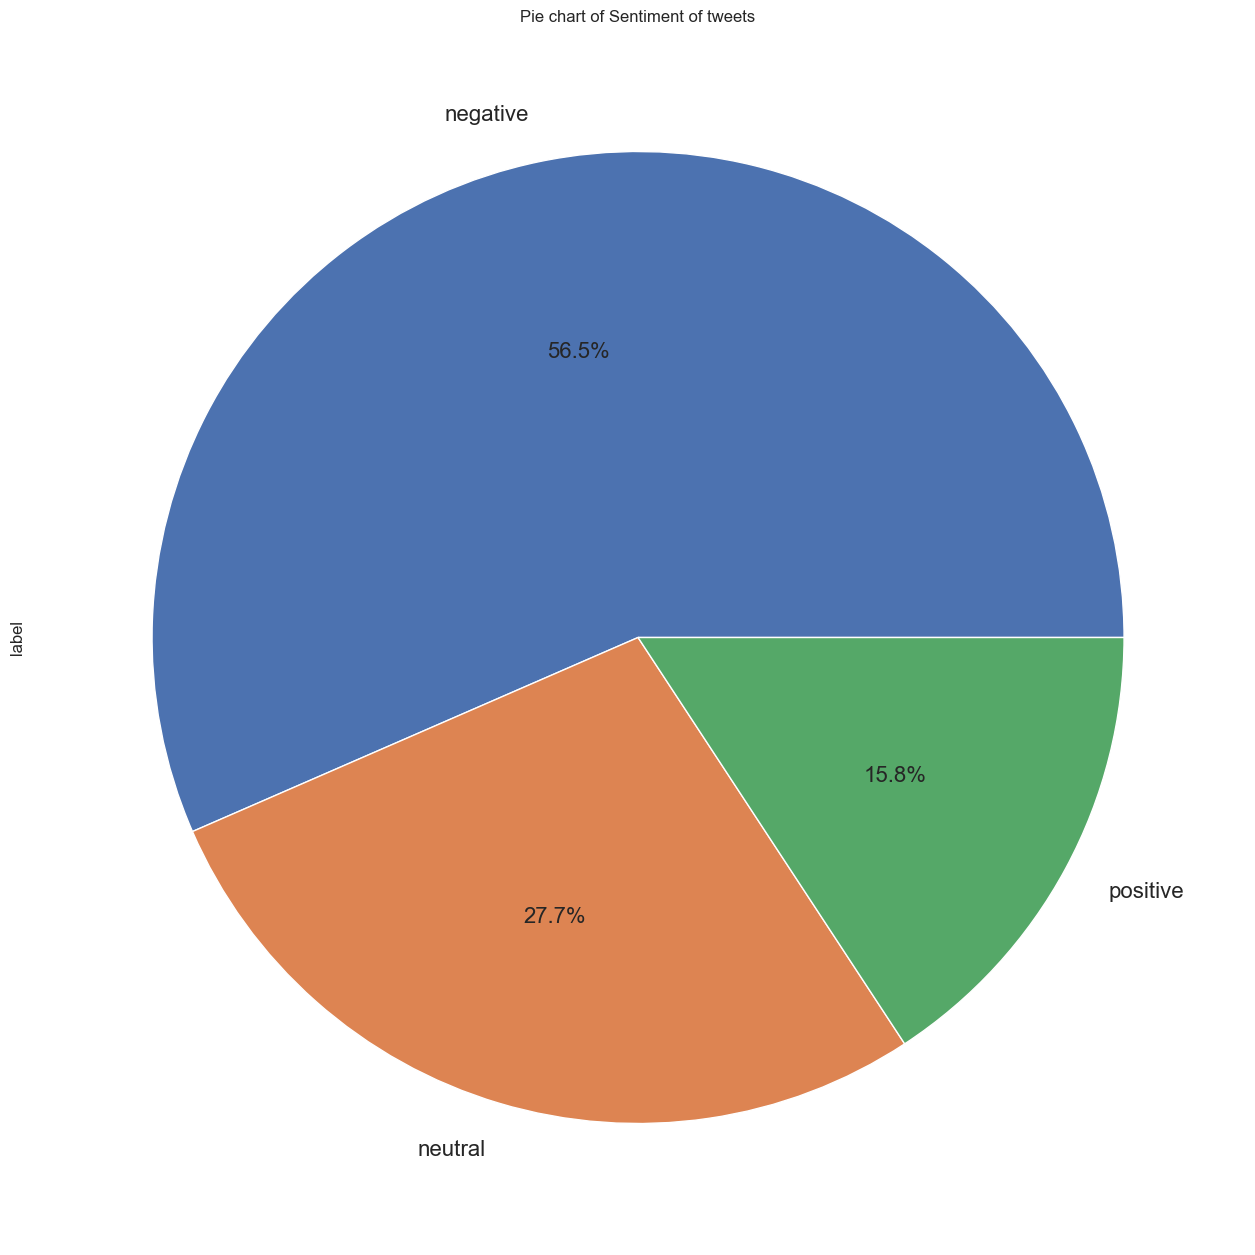 Pie chart of Sentiment of tweets
negative
56.5%
label
15.8%
positive
27.7%
neutral